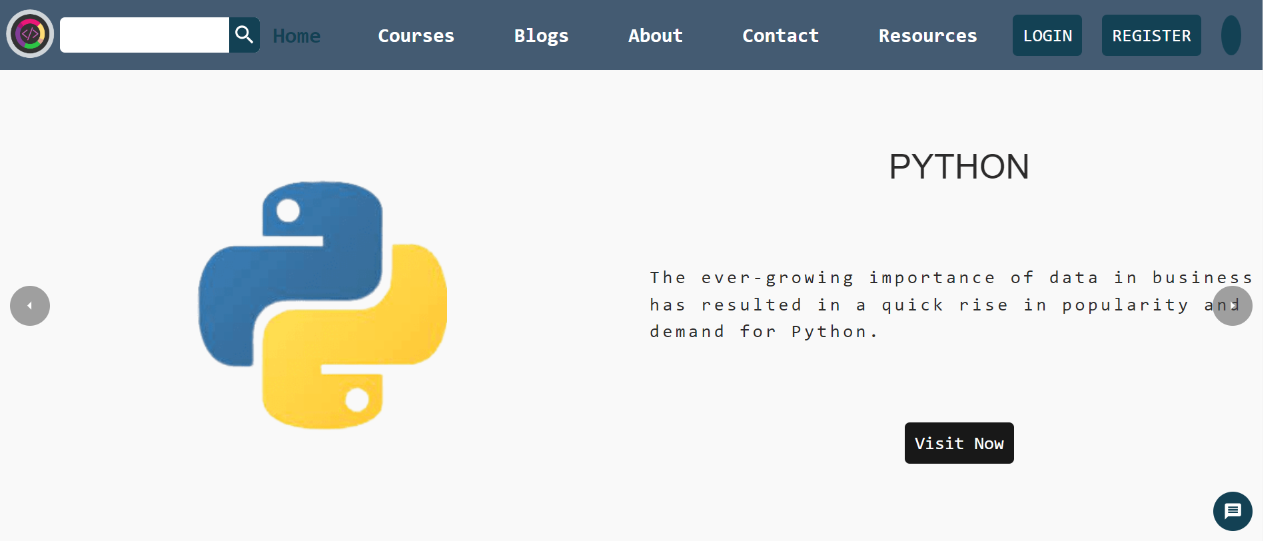 </>
Home
Courses
Blogs
About
Contact
Resources
LOGIN
REGISTER
PYTHON
The ever-growing importance of data in business
has resulted in a quick rise in popularity and
demand for Python.
Visit Now